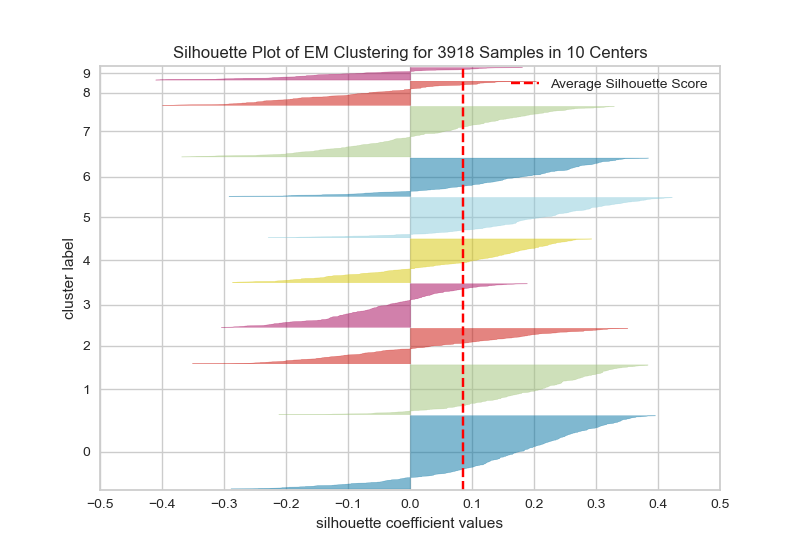 Silhouette Plot of EM Clustering for 3918 Samples in 10 Centers
Average Silhouette Score
cluster label
9
8
7
6
5
4
3
2
1
0
−0.5 −0.4 −0.3 −0.2 −0.1 0.0 0.1 0.2 0.3 0.4 0.5
silhouette coefficient values